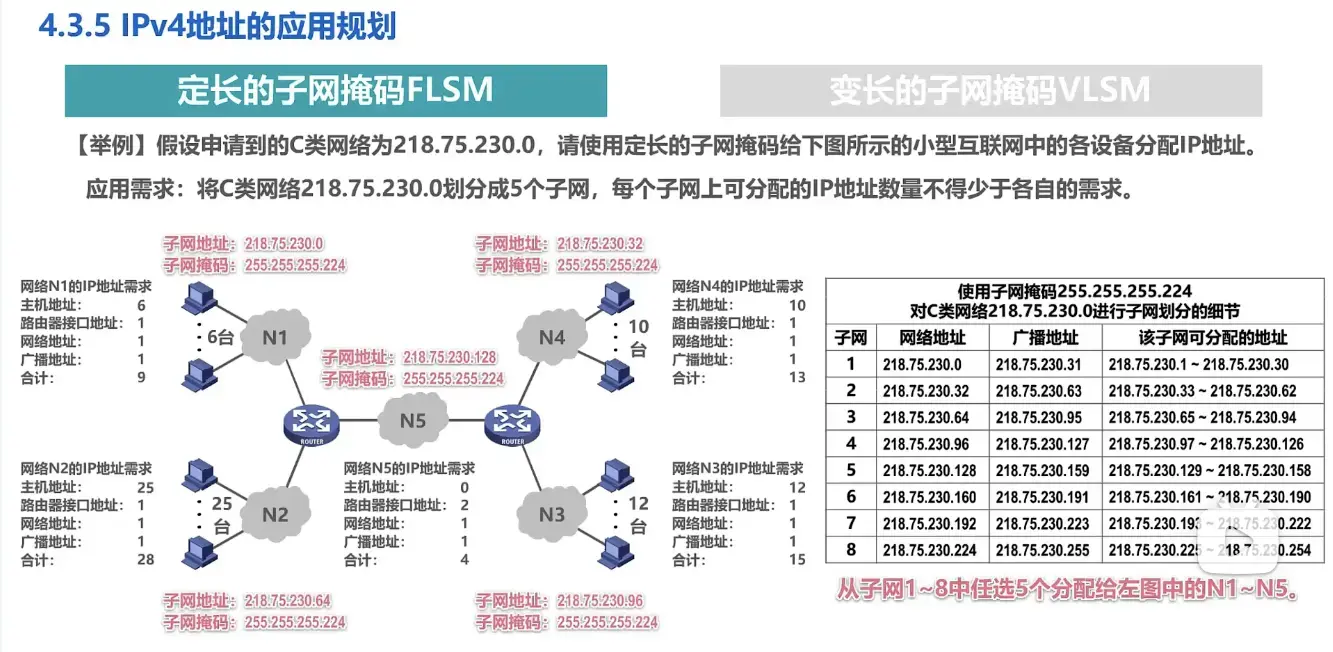 4.3.5 IPv4地址的应用规划
定长的子网掩码FLSM
变长的子网掩码VLSM
【举例】假设申请到的C类网络为218.75.230.0，请使用定长的子网掩码给下图所示的小型互联网中的各设备分配IP地址。
应用需求：将C类网络218.75.230.0划分成5个子网，每个子网上可分配的IP地址数量不得少于各自的需求。
子网地址：218.75.230.0
子网掩码：255.255.255.224
网络N1的IP地址需求
主机地址： 6
路由器接口地址： 1
网络地址： 1
广播地址： 1
合计： 9
6台
N1
子网地址：218.75.230.32
子网掩码：255.255.255.224
N4
10
台
网络N4的IP地址需求
主机地址： 10
路由器接口地址： 1
网络地址： 1
广播地址： 1
合计： 13
子网地址：218.75.230.128
子网掩码：255.255.255.224
ROUTER
N5
ROUTER
网络N2的IP地址需求
主机地址： 25
路由器接口地址： 1
网络地址： 1
广播地址： 1
合计： 28
25
台
N2
网络N5的IP地址需求
主机地址： 0
路由器接口地址： 2
网络地址： 1
广播地址： 1
合计： 4
N3
12
台
网络N3的IP地址需求
主机地址： 12
路由器接口地址： 1
网络地址： 1
广播地址： 1
合计： 15
子网地址：218.75.230.64
子网掩码：255.255.255.224
子网地址：218.75.230.96
子网掩码：255.255.255.224
使用子网掩码255.255.255.224
对C类网络218.75.230.0进行子网划分的细节
子网 网络地址 广播地址 该子网可分配的地址
1 218.75.230.0 218.75.230.31 218.75.230.1 ~ 218.75.230.30
2 218.75.230.32 218.75.230.63 218.75.230.33 ~ 218.75.230.62
3 218.75.230.64 218.75.230.95 218.75.230.65 ~ 218.75.230.94
4 218.75.230.96 218.75.230.127 218.75.230.97 ~ 218.75.230.126
5 218.75.230.128 218.75.230.159 218.75.230.129 ~ 218.75.230.158
6 218.75.230.160 218.75.230.191 218.75.230.161 ~ 218.75.230.190
7 218.75.230.192 218.75.230.223 218.75.230.193 ~ 218.75.230.222
8 218.75.230.224 218.75.230.255 218.75.230.225 ~ 218.75.230.254
从子网1~8中任选5个分配给左图中的N1~N5。